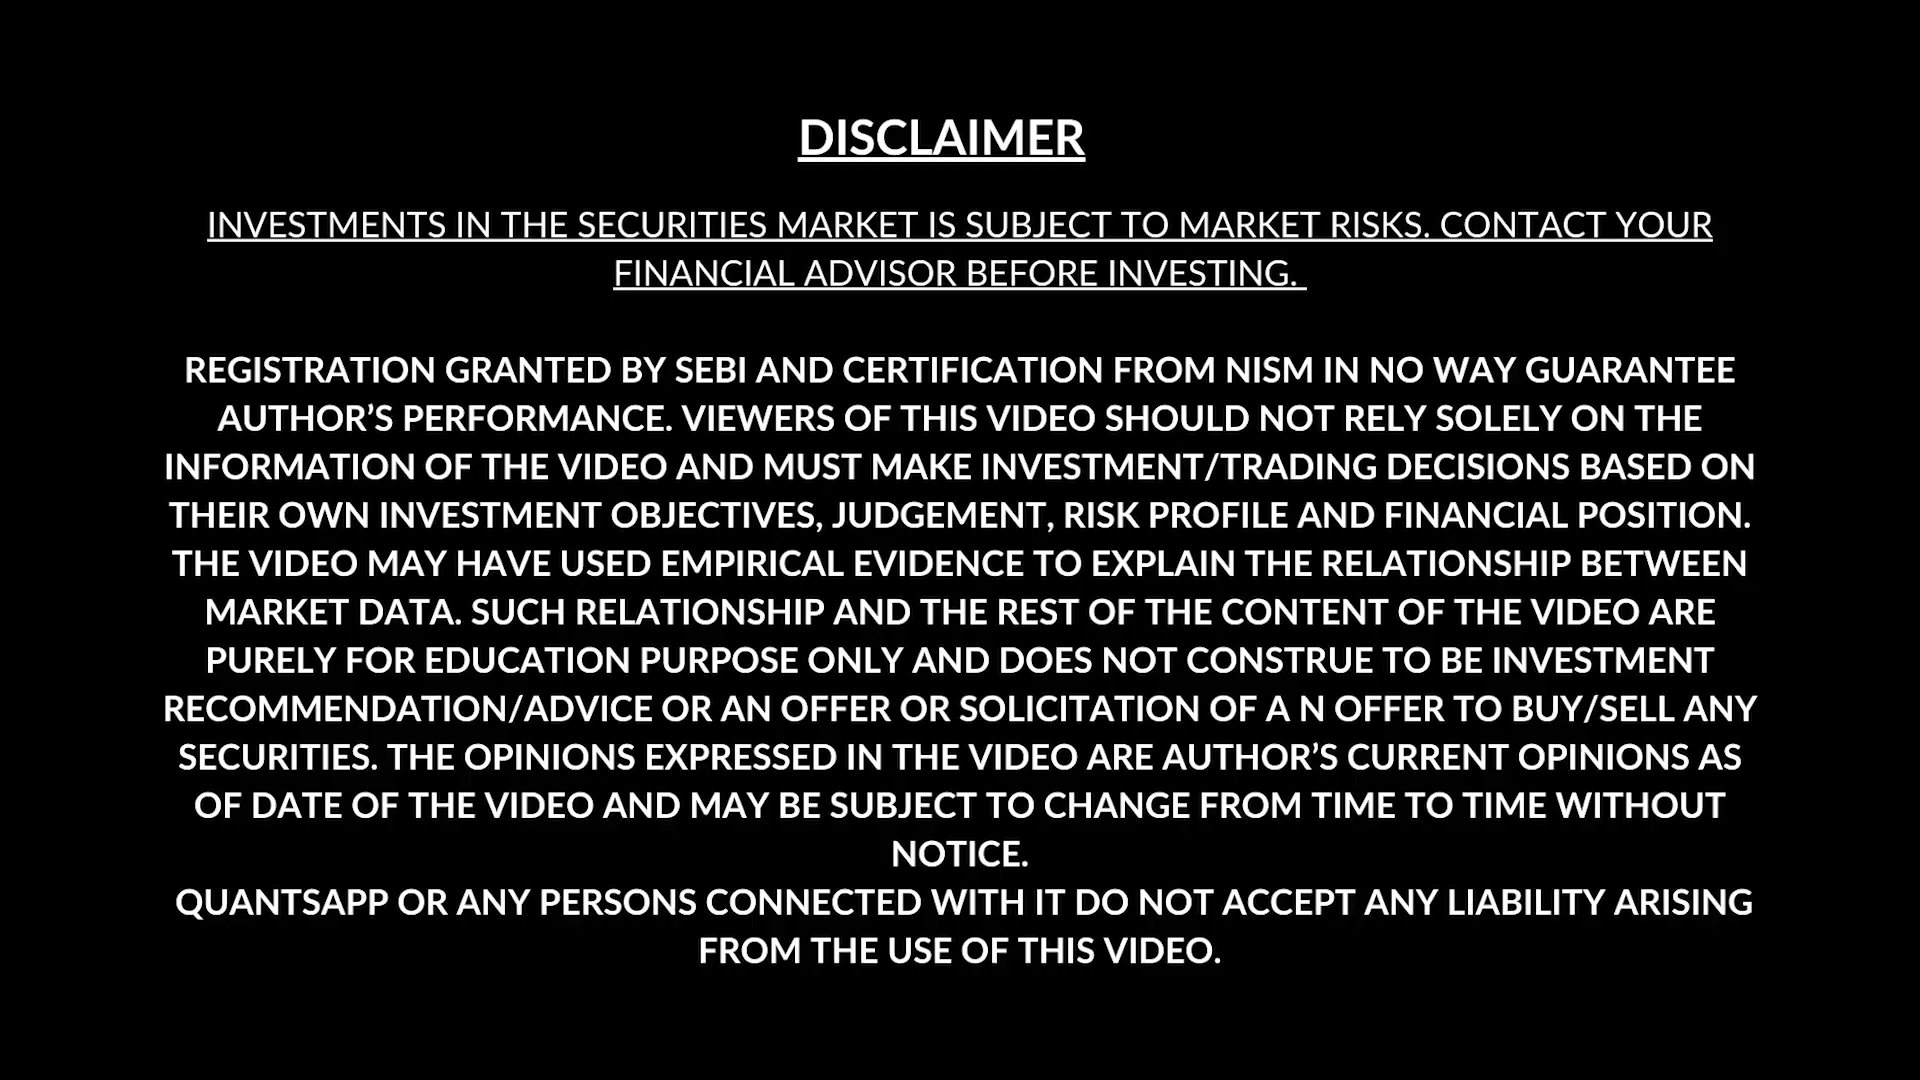 DISCLAIMER
INVESTMENTS IN THE SECURITIES MARKET IS SUBJECT TO MARKET RISKS. CONTACT YOUR
FINANCIAL ADVISOR BEFORE INVESTING.
REGISTRATION GRANTED BY SEBI AND CERTIFICATION FROM NISM IN NO WAY GUARANTEE
AUTHOR’S PERFORMANCE. VIEWERS OF THIS VIDEO SHOULD NOT RELY SOLELY ON THE
INFORMATION OF THE VIDEO AND MUST MAKE INVESTMENT/TRADING DECISIONS BASED ON
THEIR OWN INVESTMENT OBJECTIVES, JUDGEMENT, RISK PROFILE AND FINANCIAL POSITION.
THE VIDEO MAY HAVE USED EMPIRICAL EVIDENCE TO EXPLAIN THE RELATIONSHIP BETWEEN
MARKET DATA. SUCH RELATIONSHIP AND THE REST OF THE CONTENT OF THE VIDEO ARE
PURELY FOR EDUCATION PURPOSE ONLY AND DOES NOT CONSTRUE TO BE INVESTMENT
RECOMMENDATION/ADVICE OR AN OFFER OR SOLICITATION OF A N OFFER TO BUY/SELL ANY
SECURITIES. THE OPINIONS EXPRESSED IN THE VIDEO ARE AUTHOR’S CURRENT OPINIONS AS
OF DATE OF THE VIDEO AND MAY BE SUBJECT TO CHANGE FROM TIME TO TIME WITHOUT
NOTICE.
QUANTSAPP OR ANY PERSONS CONNECTED WITH IT DO NOT ACCEPT ANY LIABILITY ARISING
FROM THE USE OF THIS VIDEO.